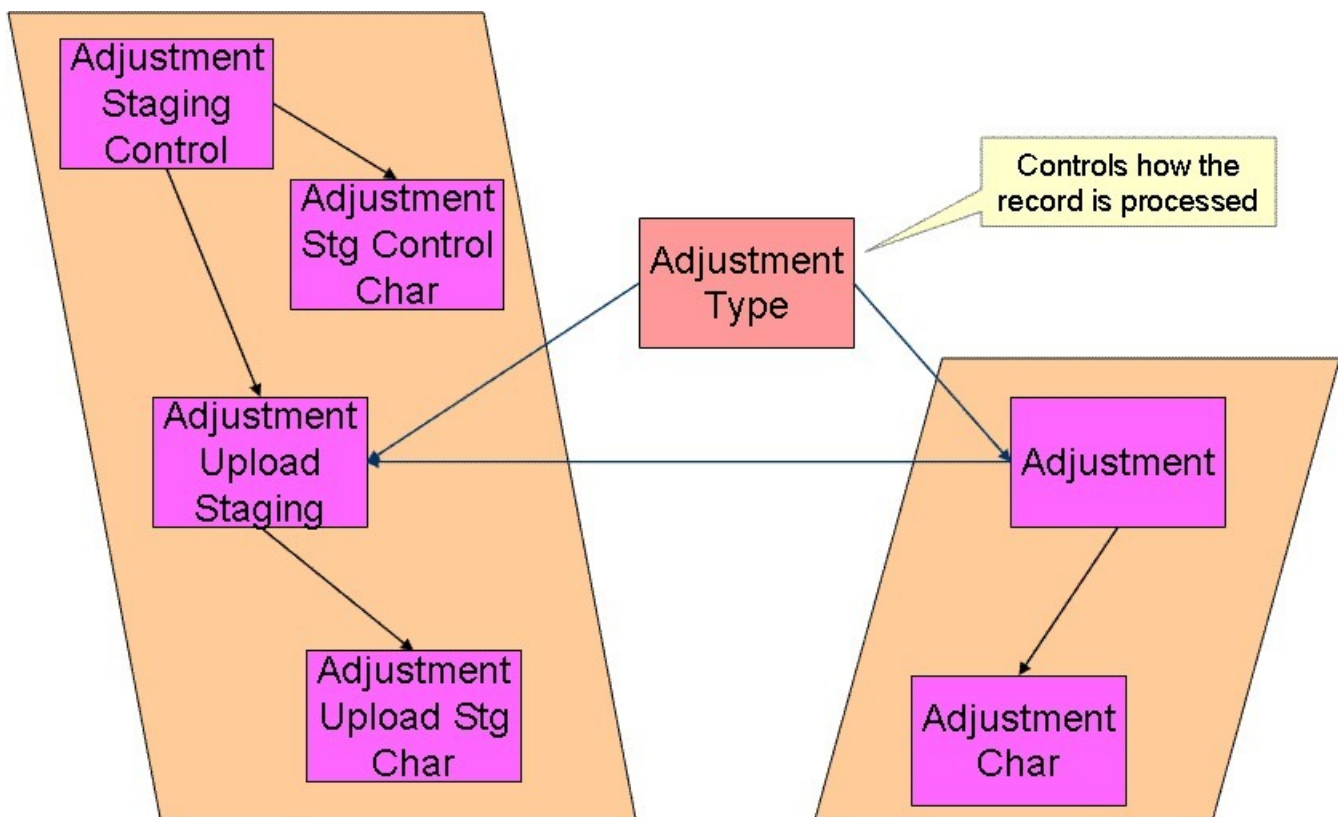 Adjustment
Staging
Control
Adjustment
Stg Control
Char
Controls how the
record is processed
Adjustment
Type
Adjustment
Upload
Staging
Adjustment
Adjustment
Upload Stg
Char
Adjustment
Char